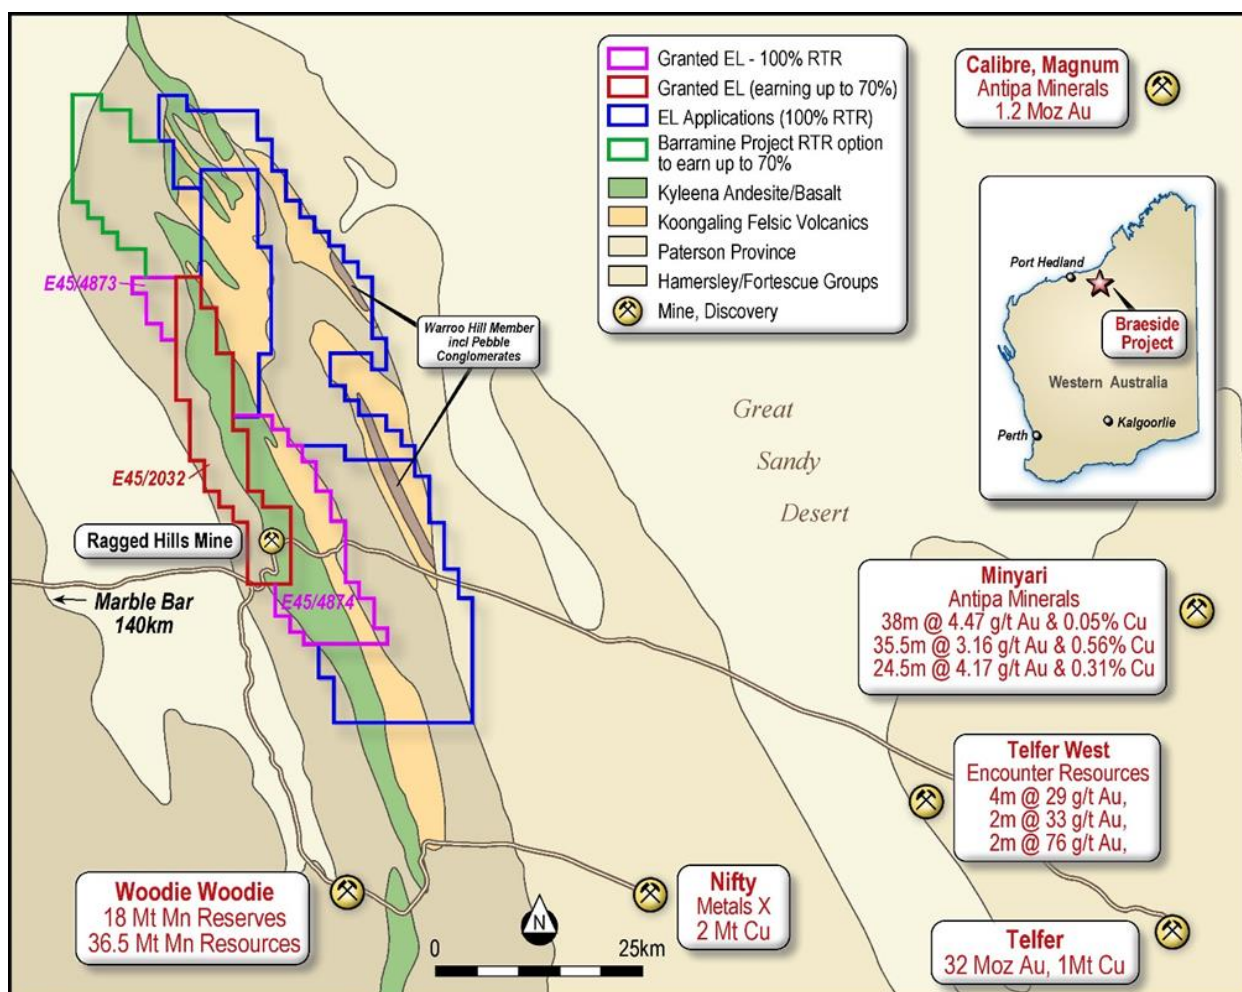 Granted EL - 100% RTR
Granted EL (earning up to 70%)
EL Applications (100% RTR)
Barramine Project RTR option
to earn up to 70%
Kyleena Andesite/Basalt
Koongaling Felsic Volcanics
Paterson Province
Hamersley/Fortescue Groups
Mine, Discovery
Calibre, Magnum
Antipa Minerals
1.2 Moz Au
Port Hedland
Braeside
Project
Western Australia
Kalgoorlie
Perth
E45/4873
Warroo Hill Member
incl Pebble
Conglomerates
Great
Sandy
Desert
E45/2032
Ragged Hills Mine
E45/4874
Marble Bar
140km
Minyari
Antipa Minerals
38m @ 4.47 g/t Au & 0.05% Cu
35.5m @ 3.16 g/t Au & 0.56% Cu
24.5m @ 4.17 g/t Au & 0.31% Cu
Telfer West
Encounter Resources
4m @ 29 g/t Au,
2m @ 33 g/t Au,
2m @ 76 g/t Au,
Woodie Woodie
18 Mt Mn Reserves
36.5 Mt Mn Resources
Nifty
Metals X
2 Mt Cu
N
0 25km
Telfer
32 Moz Au, 1Mt Cu